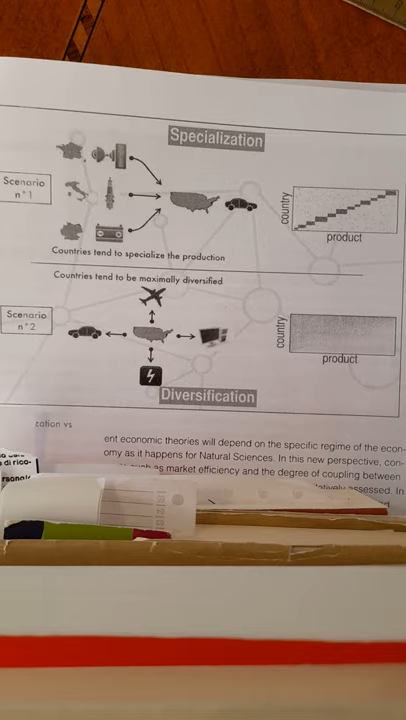 Specialization
Scenario
n°1
country
product
Countries tend to specialize the production
Countries tend to be maximally diversified
Scenario
n°2
country
product
Diversification
zation vs
ent economic theories will depend on the specific regime of the econ-
omy as it happens for Natural Sciences. In this new perspective, con-
as market efficiency and the degree of coupling between
assessed. In
di rico-